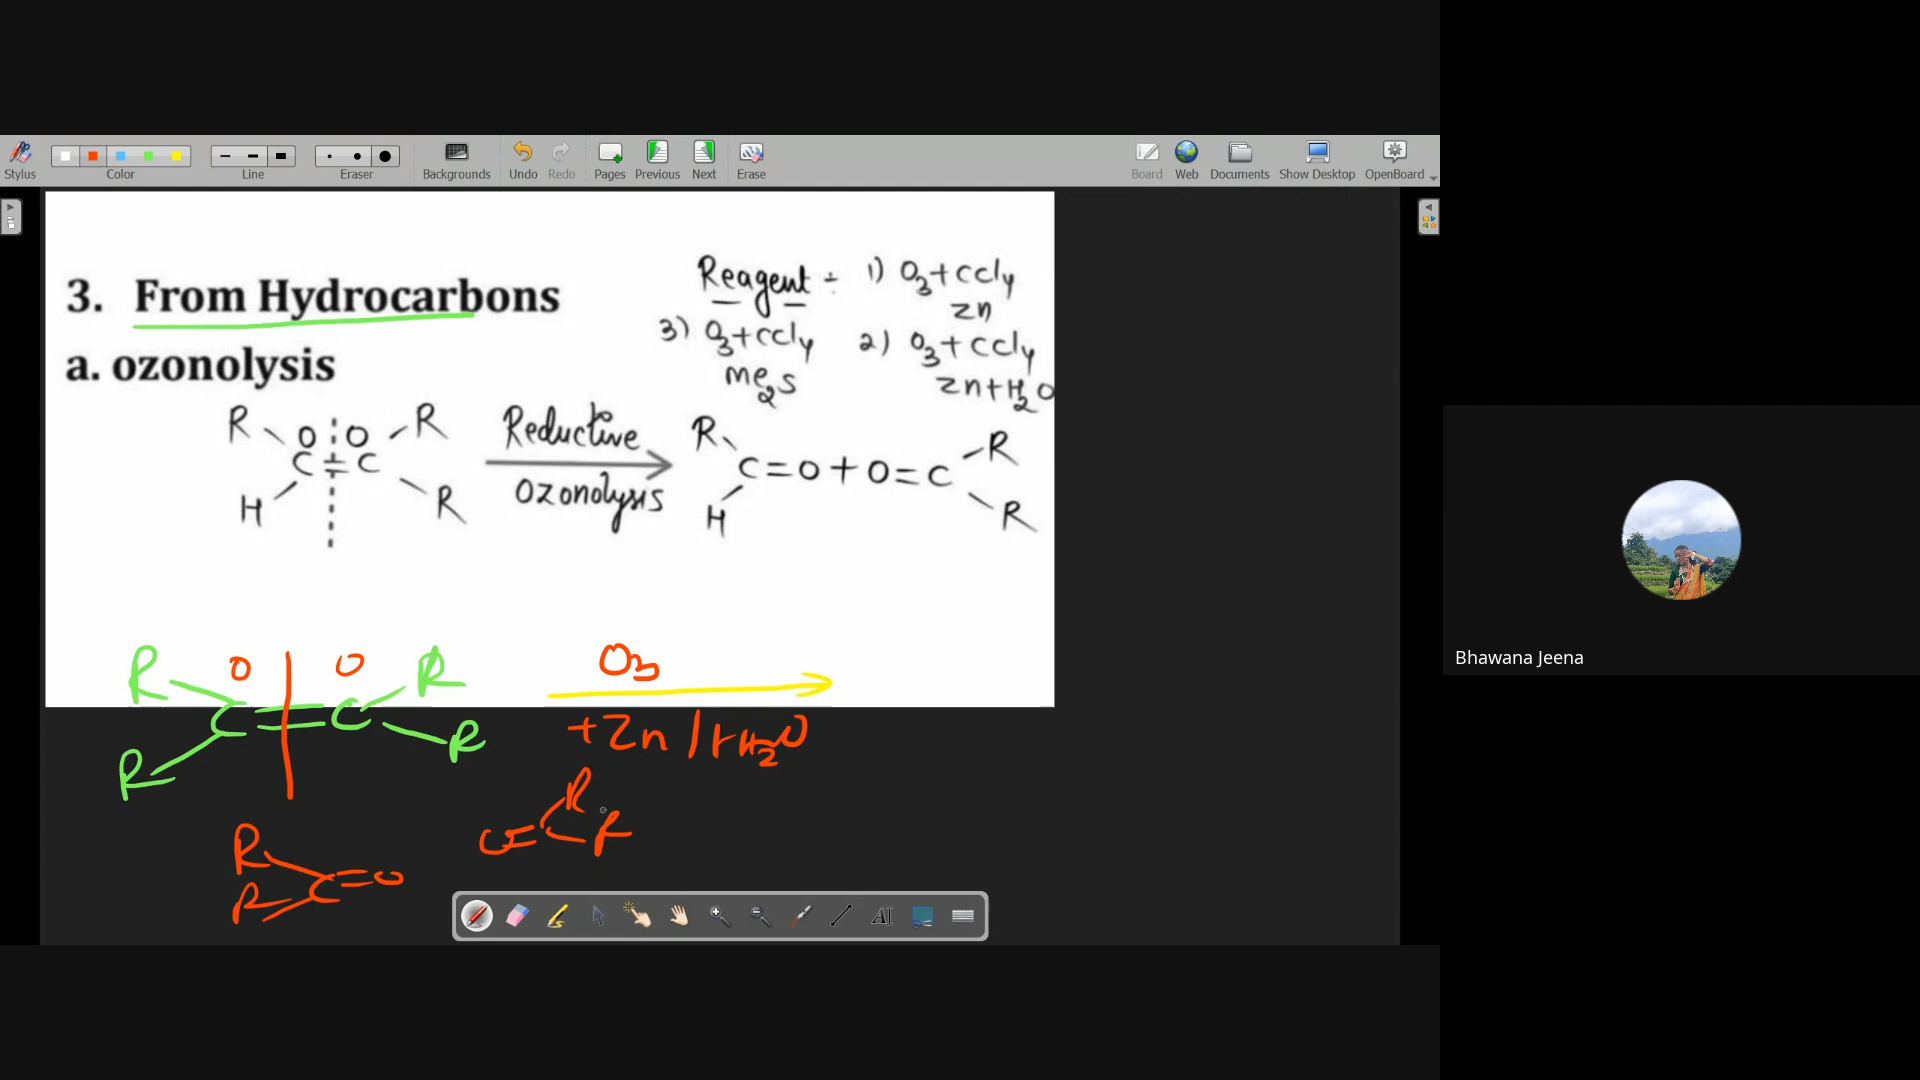 Stylus Color Line Eraser Backgrounds Undo Redo Pages Previous Next Erase Board Web Documents Show Desktop OpenBoard
3. From Hydrocarbons
a. ozonolysis
Reagent ÷ 1) O3+ccl4
zn
3) O3+ccl4 2) O3+ccl4
me2S zn+H2O
R O O R Reductive R R
C = C C=O+O=C
H R Ozonolysis H R
R O O R O3
C = C
R R +Zn /+H2O
R
O=C R
R
C=O
R
AI
Bhawana Jeena